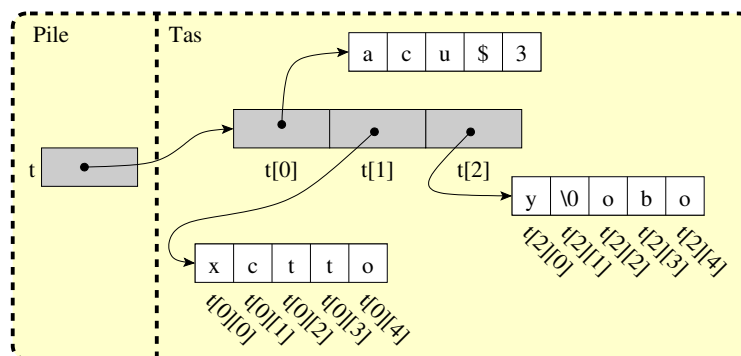 Pile
Tas
a c u $ 3
t
t[0] t[1] t[2]
y \0 o b o
t[2][0] t[2][1] t[2][2] t[2][3] t[2][4]
x c t t o
t[0][0] t[0][1] t[0][2] t[0][3] t[0][4]